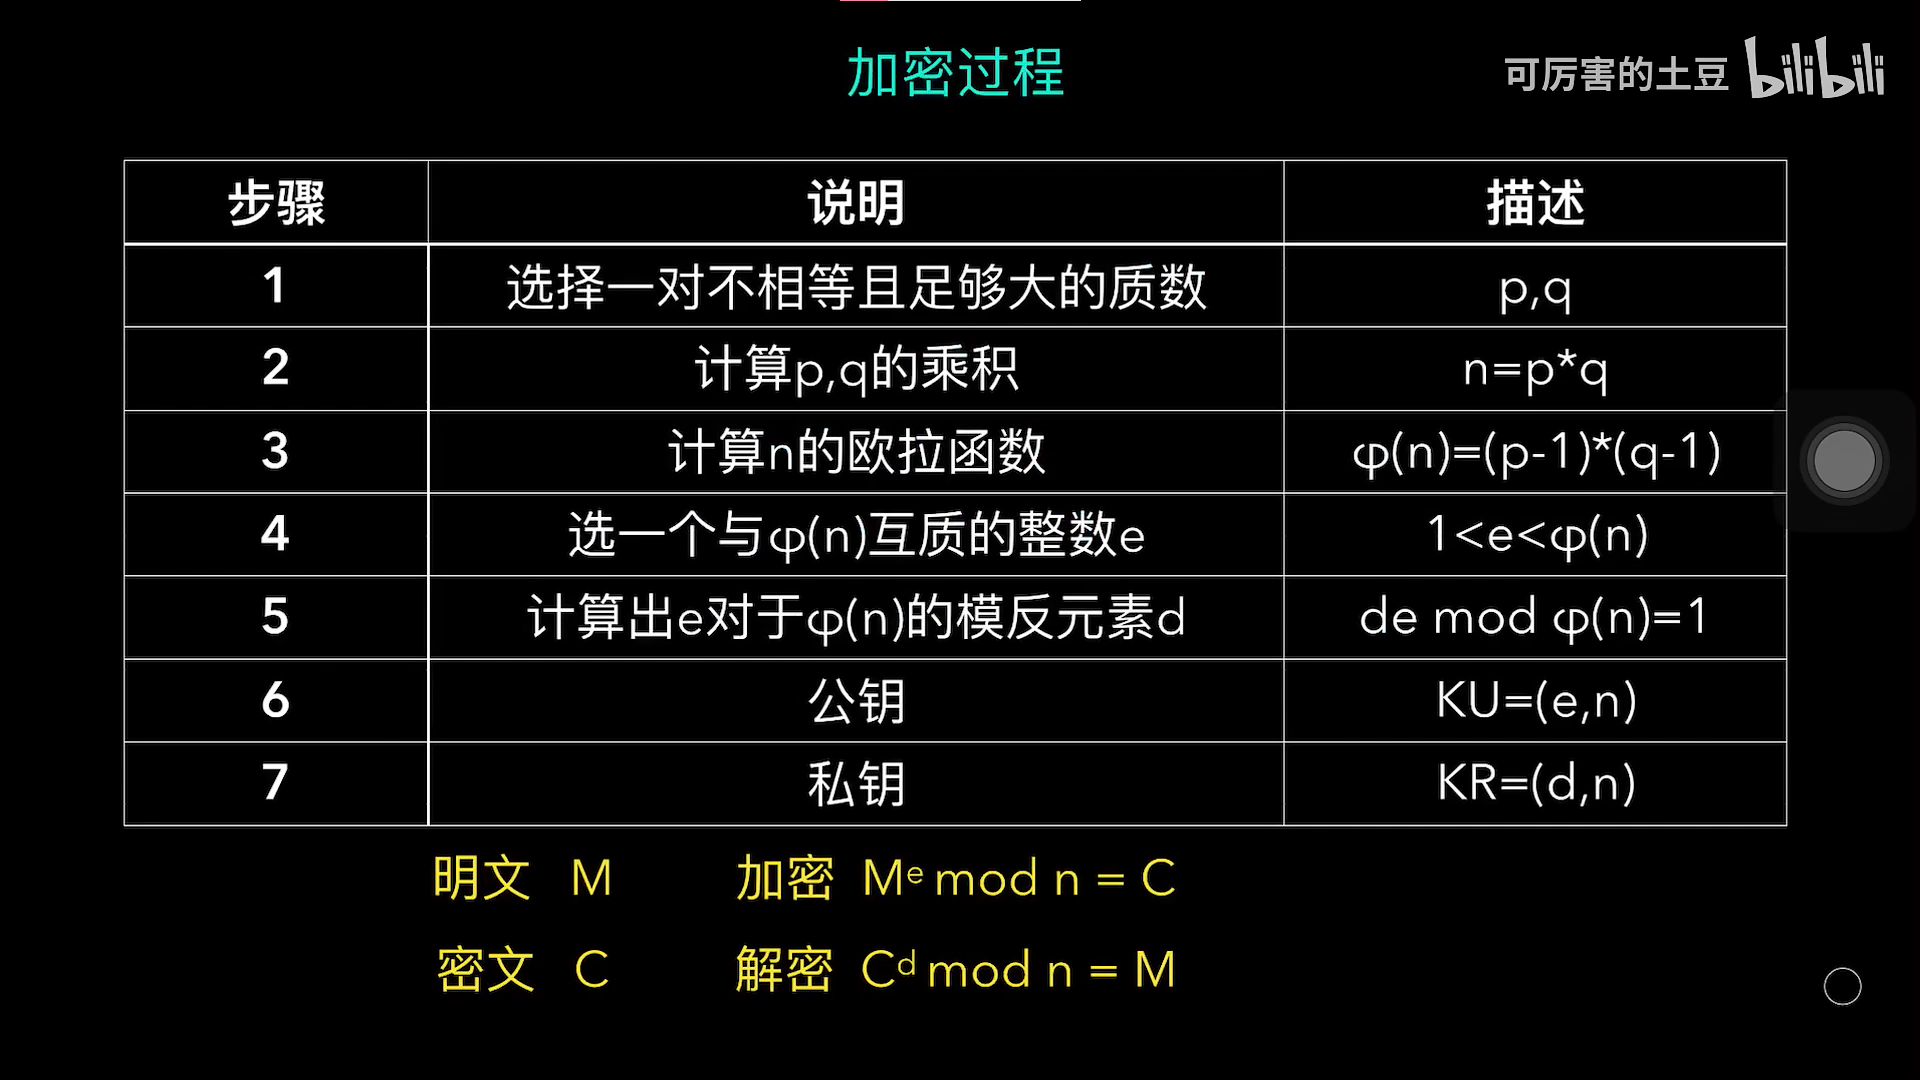 加密过程
可厉害的土豆 bilibili
步骤 说明 描述
1 选择一对不相等且足够大的质数 p,q
2 计算p,q的乘积 n=p*q
3 计算n的欧拉函数 φ(n)=(p-1)*(q-1)
4 选一个与φ(n)互质的整数e 1<e<φ(n)
5 计算出e对于φ(n)的模反元素d de mod φ(n)=1
6 公钥 KU=(e,n)
7 私钥 KR=(d,n)
明文 M 加密 Mᵉ mod n = C
密文 C 解密 Cᵈ mod n = M